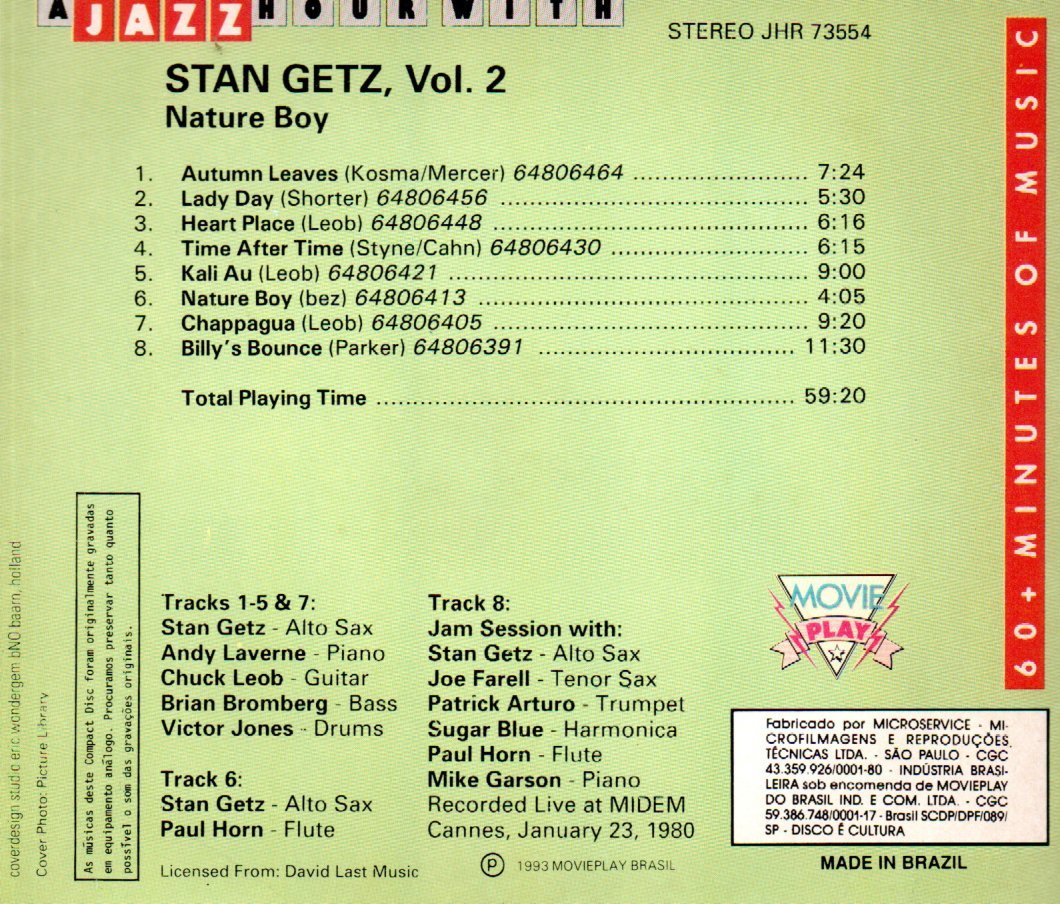 A JAZZ HOUR WITH
STEREO JHR 73554
STAN GETZ, Vol. 2
Nature Boy
1. Autumn Leaves (Kosma/Mercer) 64806464 ........................ 7:24
2. Lady Day (Shorter) 64806456 ........................ 5:30
3. Heart Place (Leob) 64806448 ........................ 6:16
4. Time After Time (Styne/Cahn) 64806430 ........................ 6:15
5. Kali Au (Leob) 64806421 ........................ 9:00
6. Nature Boy (bez) 64806413 ........................ 4:05
7. Chappagua (Leob) 64806405 ........................ 9:20
8. Billy's Bounce (Parker) 64806391 ........................ 11:30
Total Playing Time ........................ 59:20
60+ MINUTES OF MUSIC
coverdesign studio eric wondergem bNO baarn, holland
Cover Photo: Picture Library
As músicas deste Compact Disc foram originalmente gravadas
em equipamento análogo. Procuramos preservar tanto quanto
possível o som das gravações originais.
Tracks 1-5 & 7:
Stan Getz - Alto Sax
Andy Laverne - Piano
Chuck Leob - Guitar
Brian Bromberg - Bass
Victor Jones - Drums
Track 6:
Stan Getz - Alto Sax
Paul Horn - Flute
Licensed From: David Last Music
Track 8:
Jam Session with:
Stan Getz - Alto Sax
Joe Farell - Tenor Sax
Patrick Arturo - Trumpet
Sugar Blue - Harmonica
Paul Horn - Flute
Mike Garson - Piano
Recorded Live at MIDEM
Cannes, January 23, 1980
℗ 1993 MOVIEPLAY BRASIL
MOVIE
PLAY
Fabricado por MICROSERVICE - MI-
CROFILMAGENS E REPRODUÇÕES
TÉCNICAS LTDA. - SÃO PAULO - CGC
43.359.926/0001-80 - INDÚSTRIA BRASI-
LEIRA sob encomenda de MOVIEPLAY
DO BRASIL IND. E COM. LTDA. - CGC
59.386.748/0001-17 - Brasil SCDP/DPF/089/
SP - DISCO É CULTURA
MADE IN BRAZIL